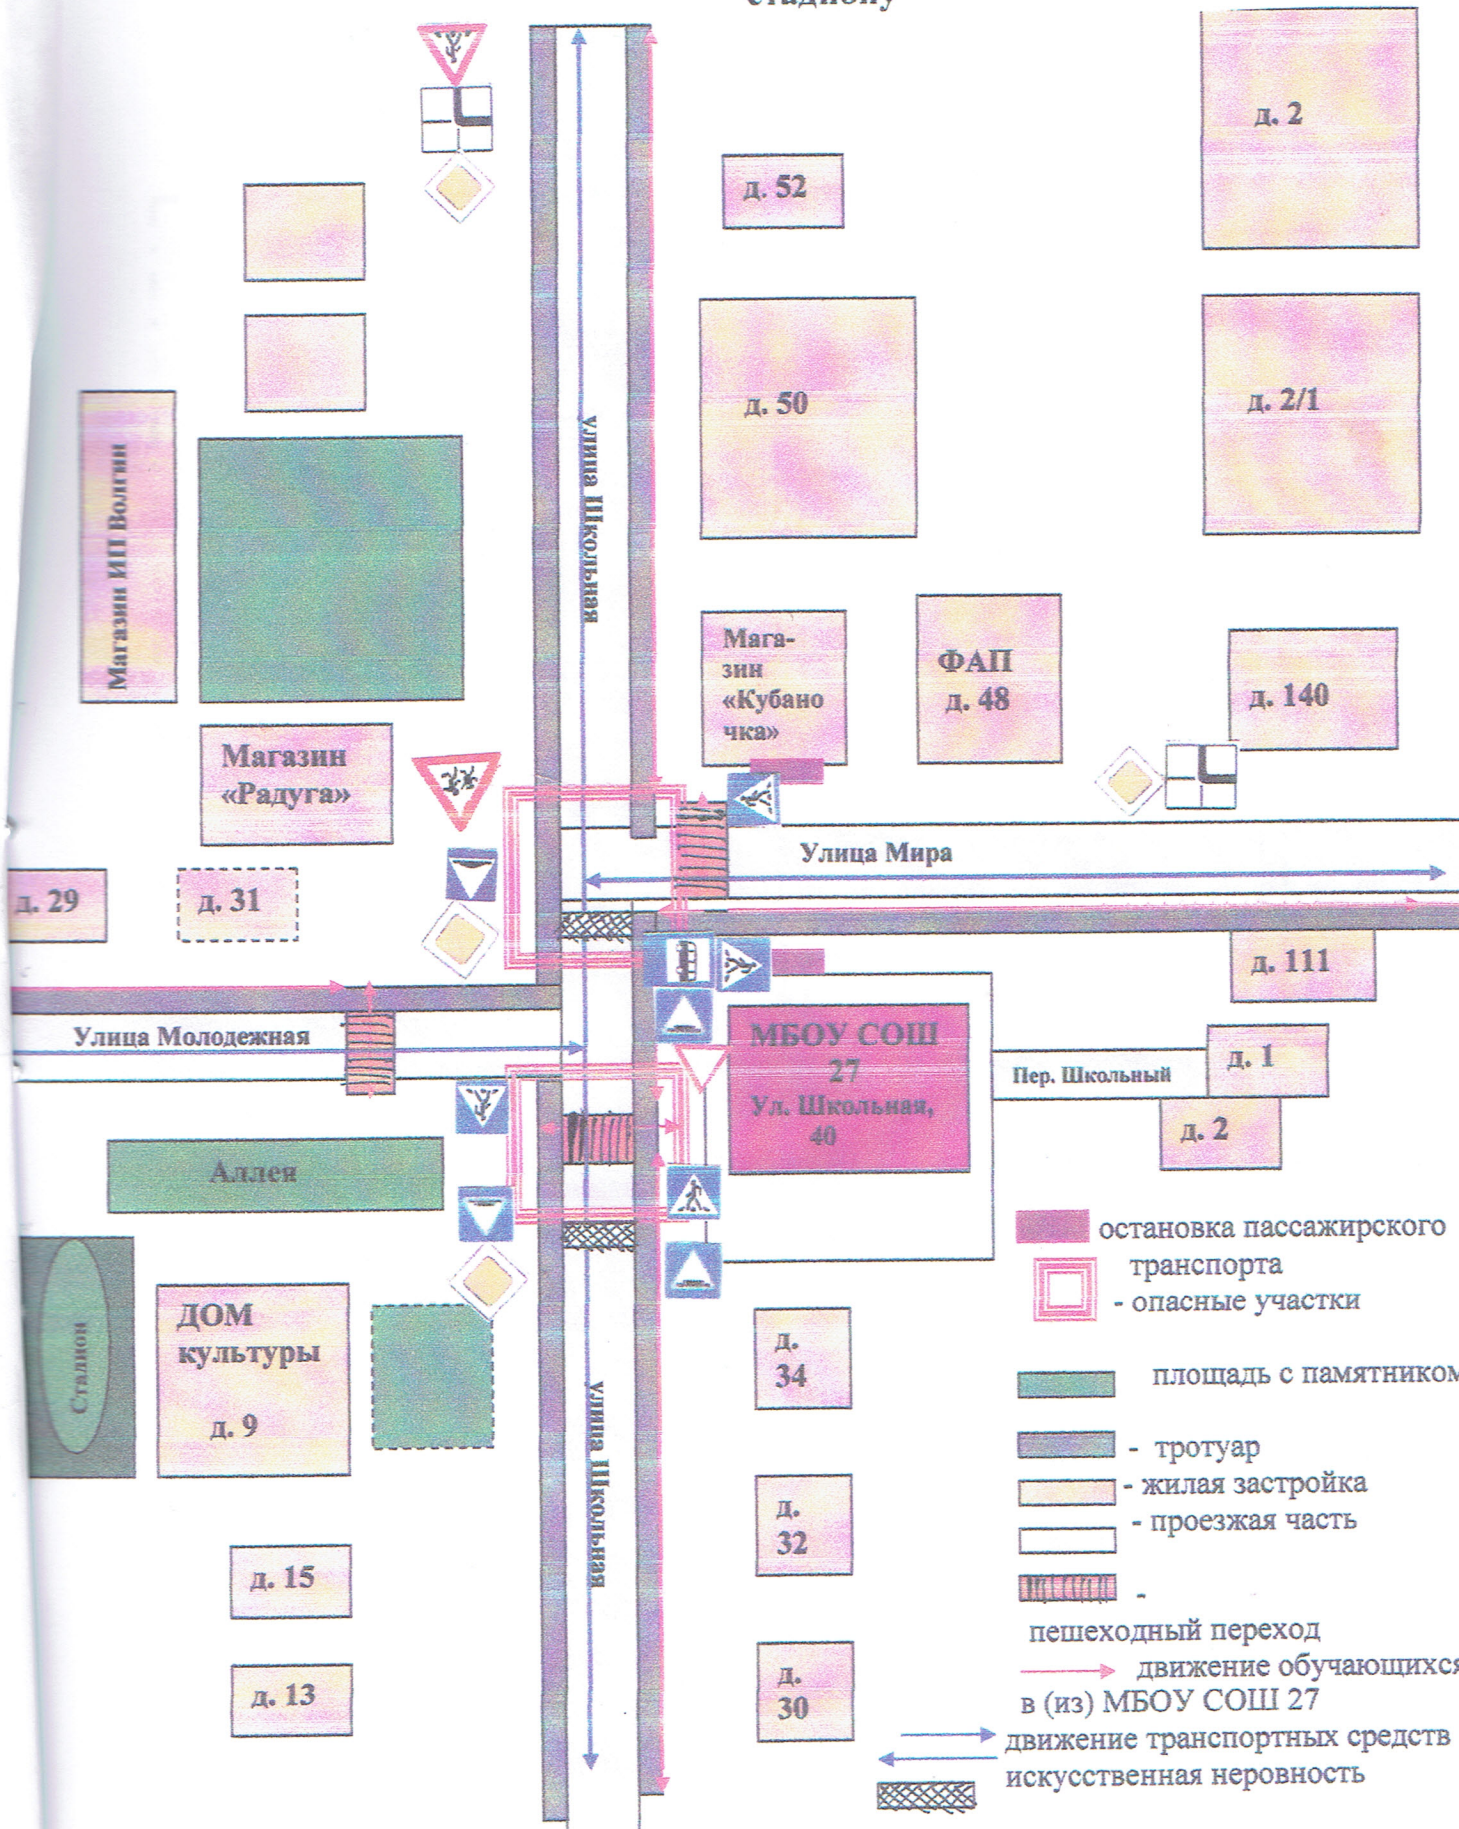 стадиону
д. 2
д. 52
улица Школьная
д. 50
д. 2/1
Магазин ИП Волгин
Мага-
зин
«Кубано
чка»
ФАП
д. 48
д. 140
Магазин
«Радуга»
Улица Мира
д. 29
д. 31
д. 111
Улица Молодежная
МБОУ СОШ
27
Ул. Школьная,
40
Пер. Школьный
д. 1
д. 2
Аллея
Стадион
ДОМ
культуры
д. 9
улица Школьная
д.
34
д.
32
д.
30
д. 15
д. 13
остановка пассажирского
транспорта
- опасные участки
площадь с памятником
- тротуар
- жилая застройка
- проезжая часть
-
пешеходный переход
движение обучающихся
в (из) МБОУ СОШ 27
движение транспортных средств
искусственная неровность